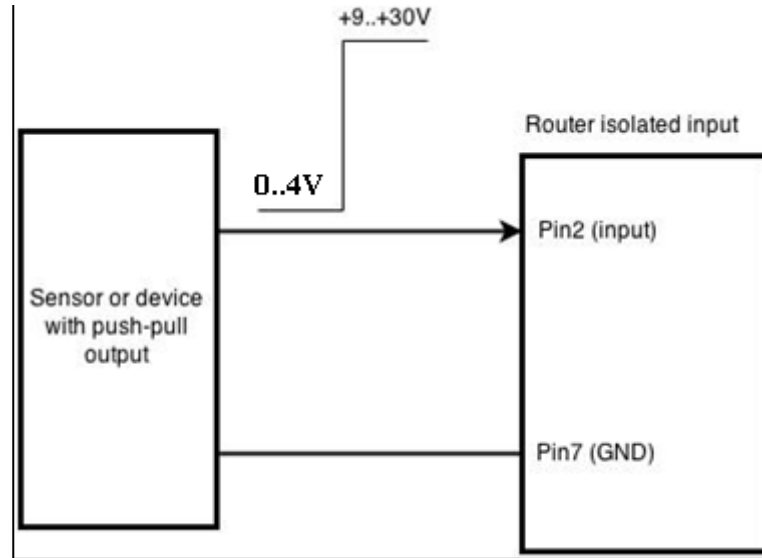 +9..+30V
Router isolated input
0..4V
Pin2 (input)
Sensor or device
with push-pull
output
Pin7 (GND)